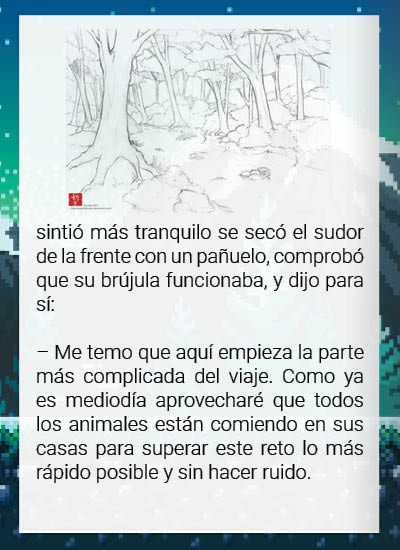 sintió más tranquilo se secó el sudor
de la frente con un pañuelo, comprobó
que su brújula funcionaba, y dijo para
sí:
– Me temo que aquí empieza la parte
más complicada del viaje. Como ya
es mediodía aprovecharé que todos
los animales están comiendo en sus
casas para superar este reto lo más
rápido posible y sin hacer ruido.